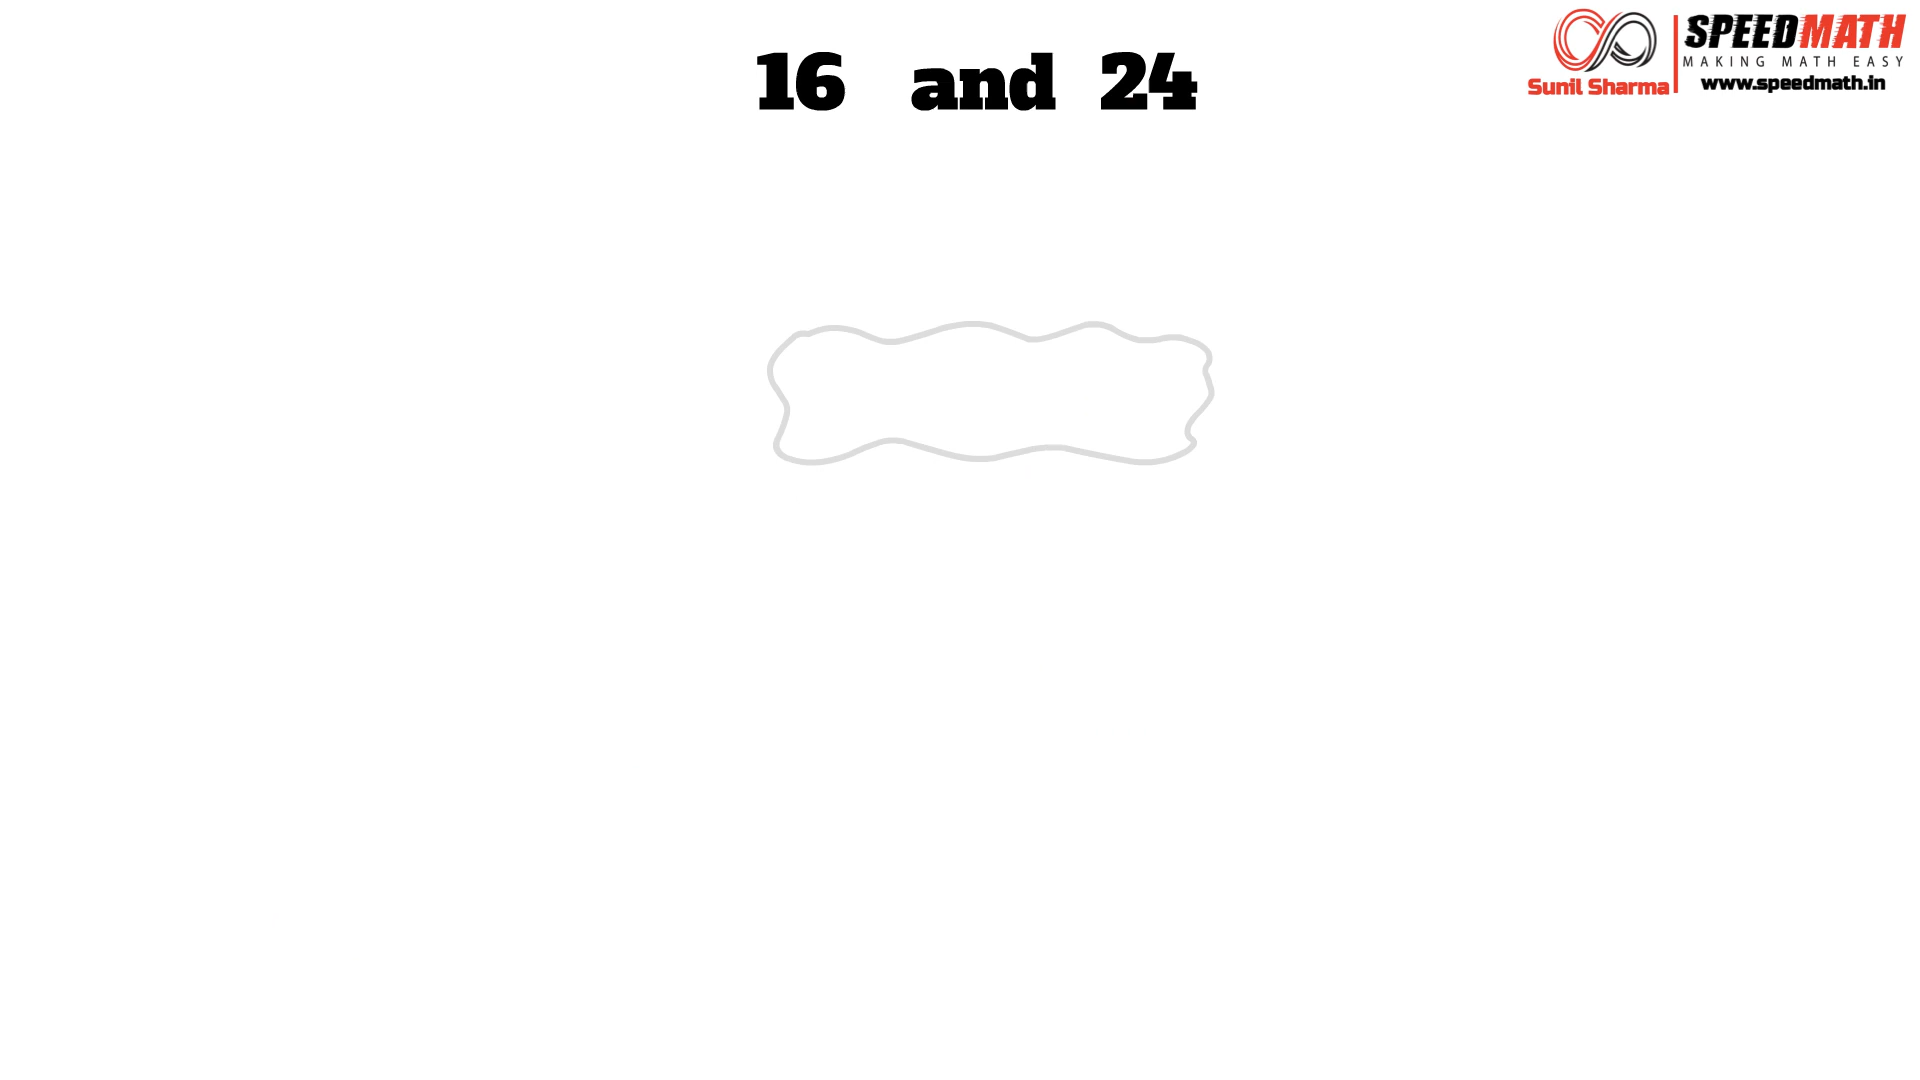 16 and 24
SPEEDMATH
MAKING MATH EASY
Sunil Sharma
www.speedmath.in